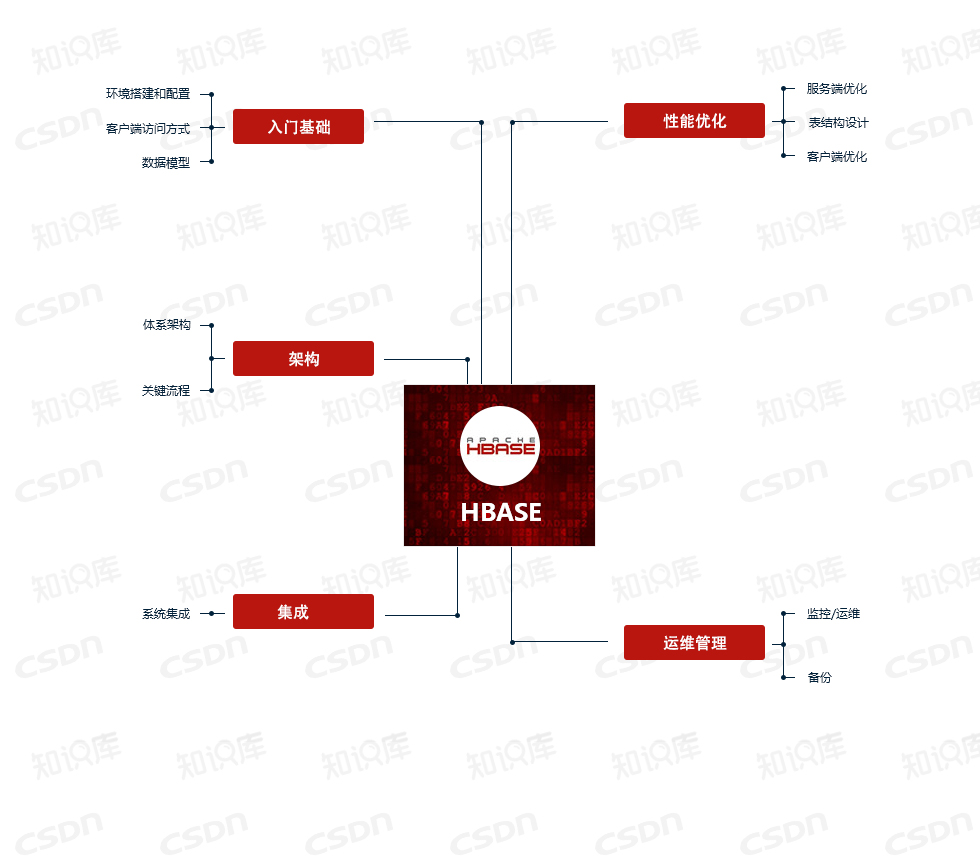 环境搭建和配置
客户端访问方式
数据模型
入门基础
性能优化
服务端优化
表结构设计
客户端优化
体系架构
关键流程
架构
APACHE
HBASE
HBASE
系统集成
集成
运维管理
监控/运维
备份
知识库
CSDN